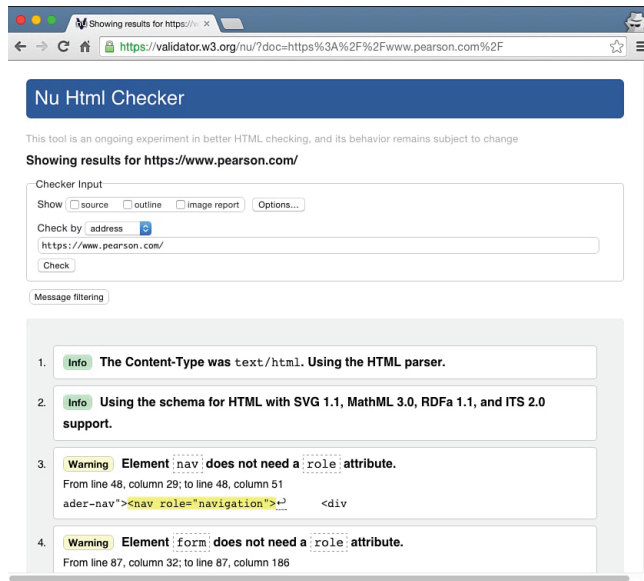 Showing results for https://w
https://validator.w3.org/nu/?doc=https%3A%2F%2Fwww.pearson.com%2F
Nu Html Checker
This tool is an ongoing experiment in better HTML checking, and its behavior remains subject to change
Showing results for https://www.pearson.com/
Checker Input
Show source outline image report Options...
Check by address
https://www.pearson.com/
Check
Message filtering
1. Info The Content-Type was text/html. Using the HTML parser.
2. Info Using the schema for HTML with SVG 1.1, MathML 3.0, RDFa 1.1, and ITS 2.0
support.
3. Warning Element nav does not need a role attribute.
From line 48, column 29; to line 48, column 51
ader-nav"><nav role="navigation">↩ <div
4. Warning Element form does not need a role attribute.
From line 87, column 32; to line 87, column 186